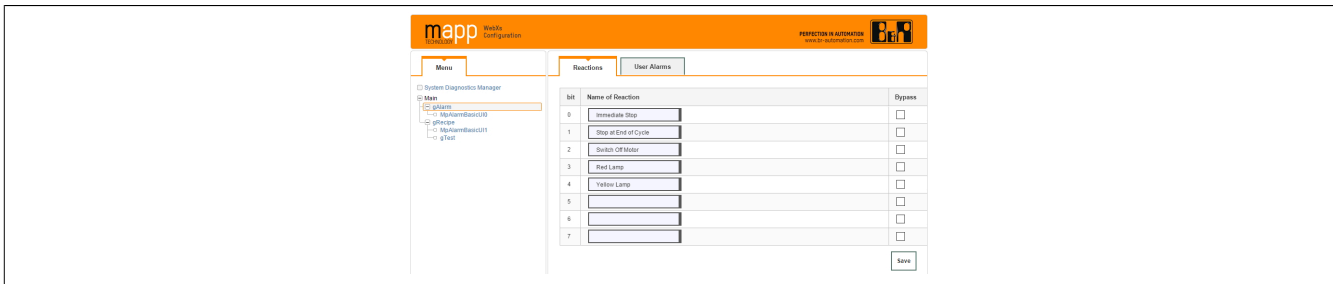 mapp WebXs
TECHNOLOGY Configuration
PERFECTION IN AUTOMATION
www.br-automation.com
B&R
Menu
Reactions User Alarms
System Diagnostics Manager
Main
gAlarm
MpAlarmBasicUI0
gRecipe
MpAlarmBasicUI1
gTest
bit Name of Reaction Bypass
0 Immediate Stop
1 Stop at End of Cycle
2 Switch Off Motor
3 Red Lamp
4 Yellow Lamp
5
6
7
Save